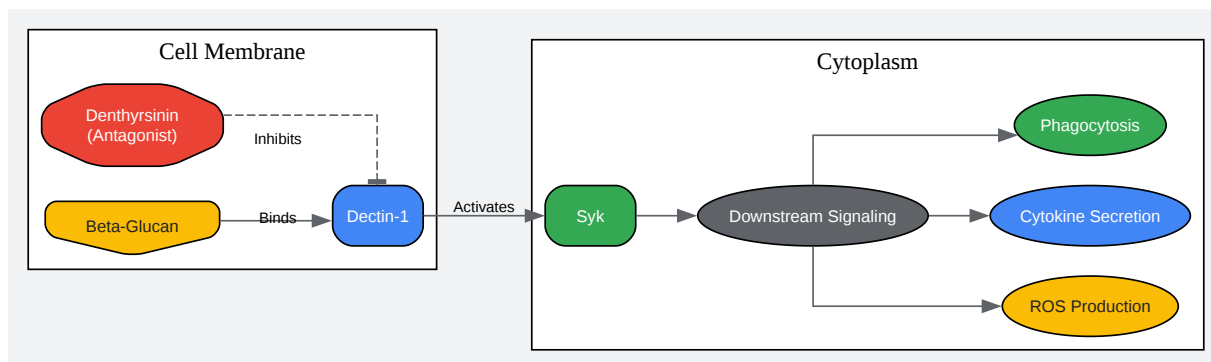 Cell Membrane
Denthyrsinin
(Antagonist)
Inhibits
Beta-Glucan
Binds
Dectin-1
Activates
Cytoplasm
Syk
Downstream Signaling
Phagocytosis
Cytokine Secretion
ROS Production